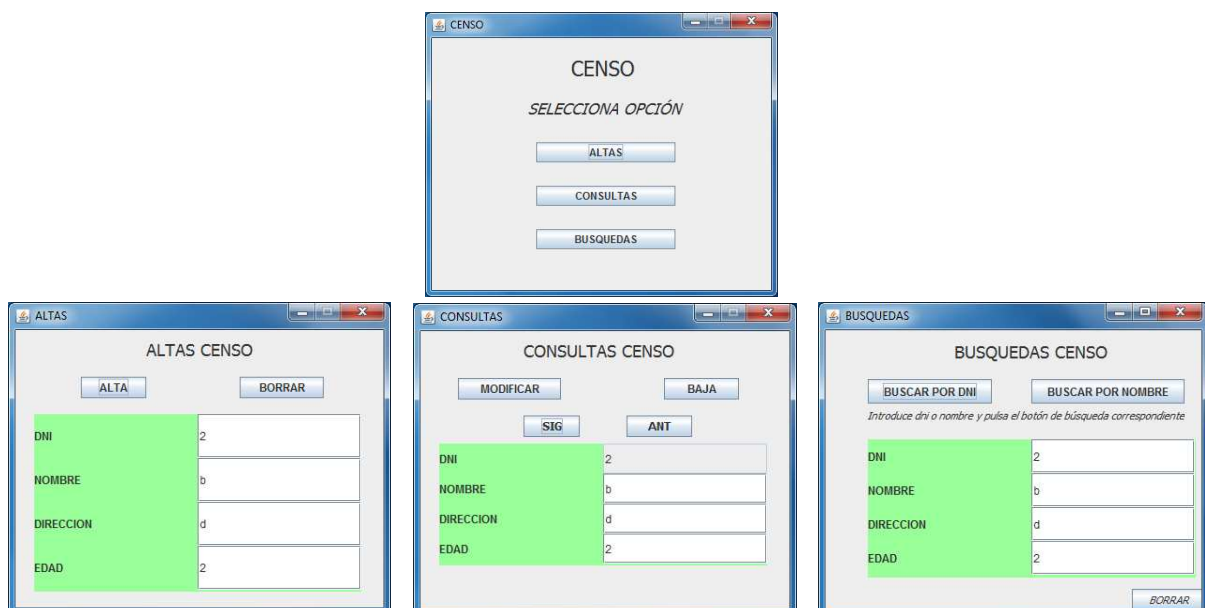 CENSO
CENSO
SELECCIONA OPCIÓN
ALTAS
CONSULTAS
BUSQUEDAS
ALTAS
ALTAS CENSO
ALTA BORRAR
DNI 2
NOMBRE b
DIRECCION d
EDAD 2
CONSULTAS
CONSULTAS CENSO
MODIFICAR BAJA
SIG ANT
DNI 2
NOMBRE b
DIRECCION d
EDAD 2
BUSQUEDAS
BUSQUEDAS CENSO
BUSCAR POR DNI BUSCAR POR NOMBRE
Introduce dni o nombre y pulsa el botón de búsqueda correspondiente
DNI 2
NOMBRE b
DIRECCION d
EDAD 2
BORRAR